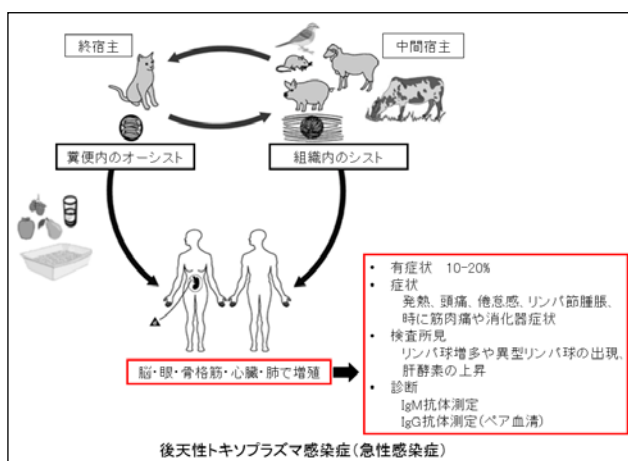 終宿主
中間宿主
糞便内のオーシスト
組織内のシスト
脳・眼・骨格筋・心臓・肺で増殖
• 有症状 10-20%
• 症状
発熱、頭痛、倦怠感、リンパ節腫脹、
時に筋肉痛や消化器症状
• 検査所見
リンパ球増多や異型リンパ球の出現、
肝酵素の上昇
• 診断
IgM抗体測定
IgG抗体測定(ペア血清)
後天性トキソプラズマ感染症(急性感染症)